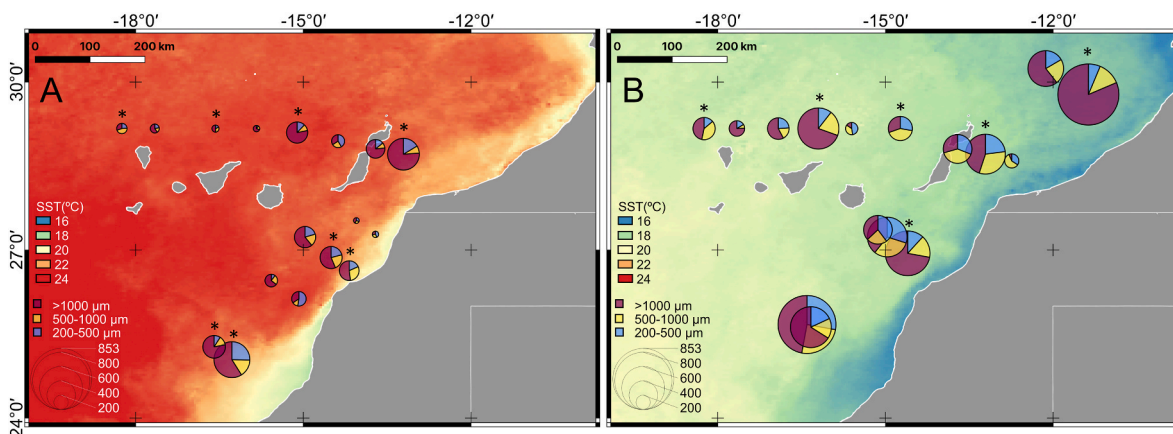 -18°0' -15°0' -12°0' -18°0' -15°0' -12°0'
0 100 200 km
0 100 200 km
A
B
30°0'
27°0'
24°0'
* * * *
* *
* *
* * * * *
*
SST(ºC)
16
18
20
22
24
>1000 µm
500-1000 µm
200-500 µm
853
800
600
400
200
SST(ºC)
16
18
20
22
24
>1000 µm
500-1000 µm
200-500 µm
853
800
600
400
200